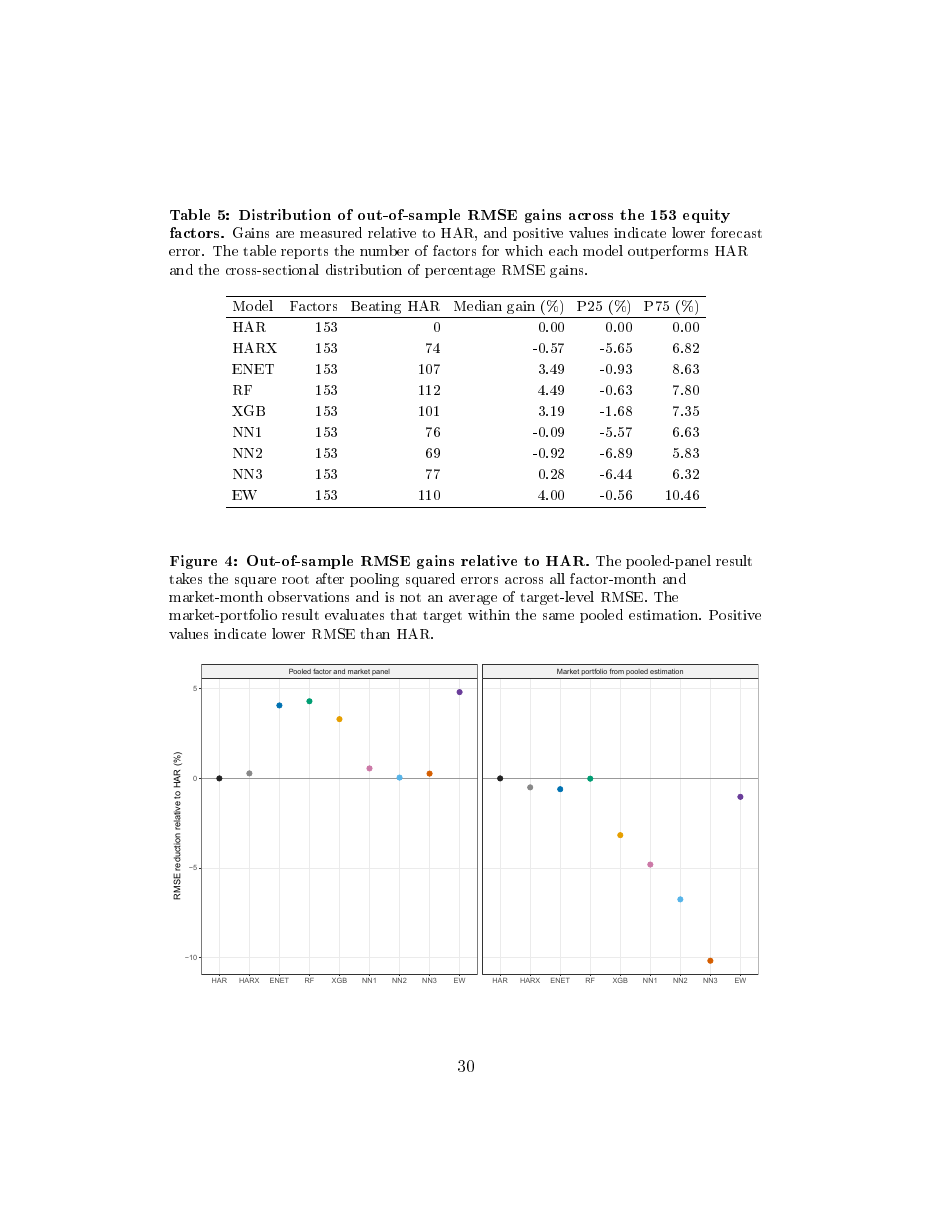 Table 5: Distribution of out-of-sample RMSE gains across the 153 equity
factors. Gains are measured relative to HAR, and positive values indicate lower forecast
error. The table reports the number of factors for which each model outperforms HAR
and the cross-sectional distribution of percentage RMSE gains.
Model Factors Beating HAR Median gain (%) P25 (%) P75 (%)
HAR 153 0 0.00 0.00 0.00
HARX 153 74 -0.57 -5.65 6.82
ENET 153 107 3.49 -0.93 8.63
RF 153 112 4.49 -0.63 7.80
XGB 153 101 3.19 -1.68 7.35
NN1 153 76 -0.09 -5.57 6.63
NN2 153 69 -0.92 -6.89 5.83
NN3 153 77 0.28 -6.44 6.32
EW 153 110 4.00 -0.56 10.46
Figure 4: Out-of-sample RMSE gains relative to HAR. The pooled-panel result
takes the square root after pooling squared errors across all factor-month and
market-month observations and is not an average of target-level RMSE. The
market-portfolio result evaluates that target within the same pooled estimation. Positive
values indicate lower RMSE than HAR.
Pooled factor and market panel
Market portfolio from pooled estimation
RMSE reduction relative to HAR (%)
5
0
−5
−10
HAR HARX ENET RF XGB NN1 NN2 NN3 EW
HAR HARX ENET RF XGB NN1 NN2 NN3 EW
30